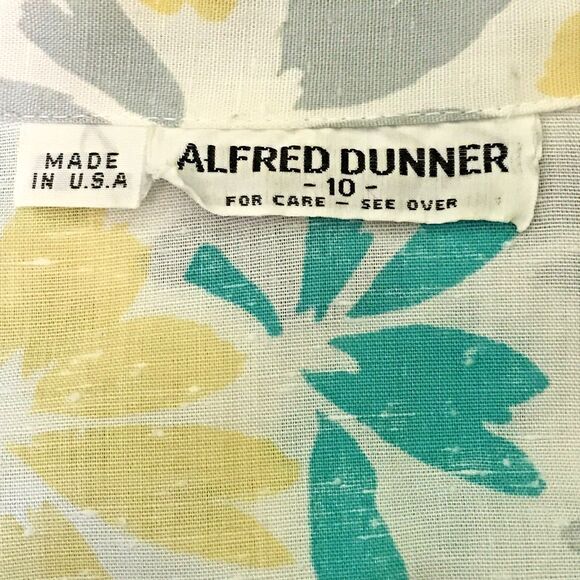 MADE
IN U.S.A
ALFRED DUNNER
- 10 -
FOR CARE - SEE OVER